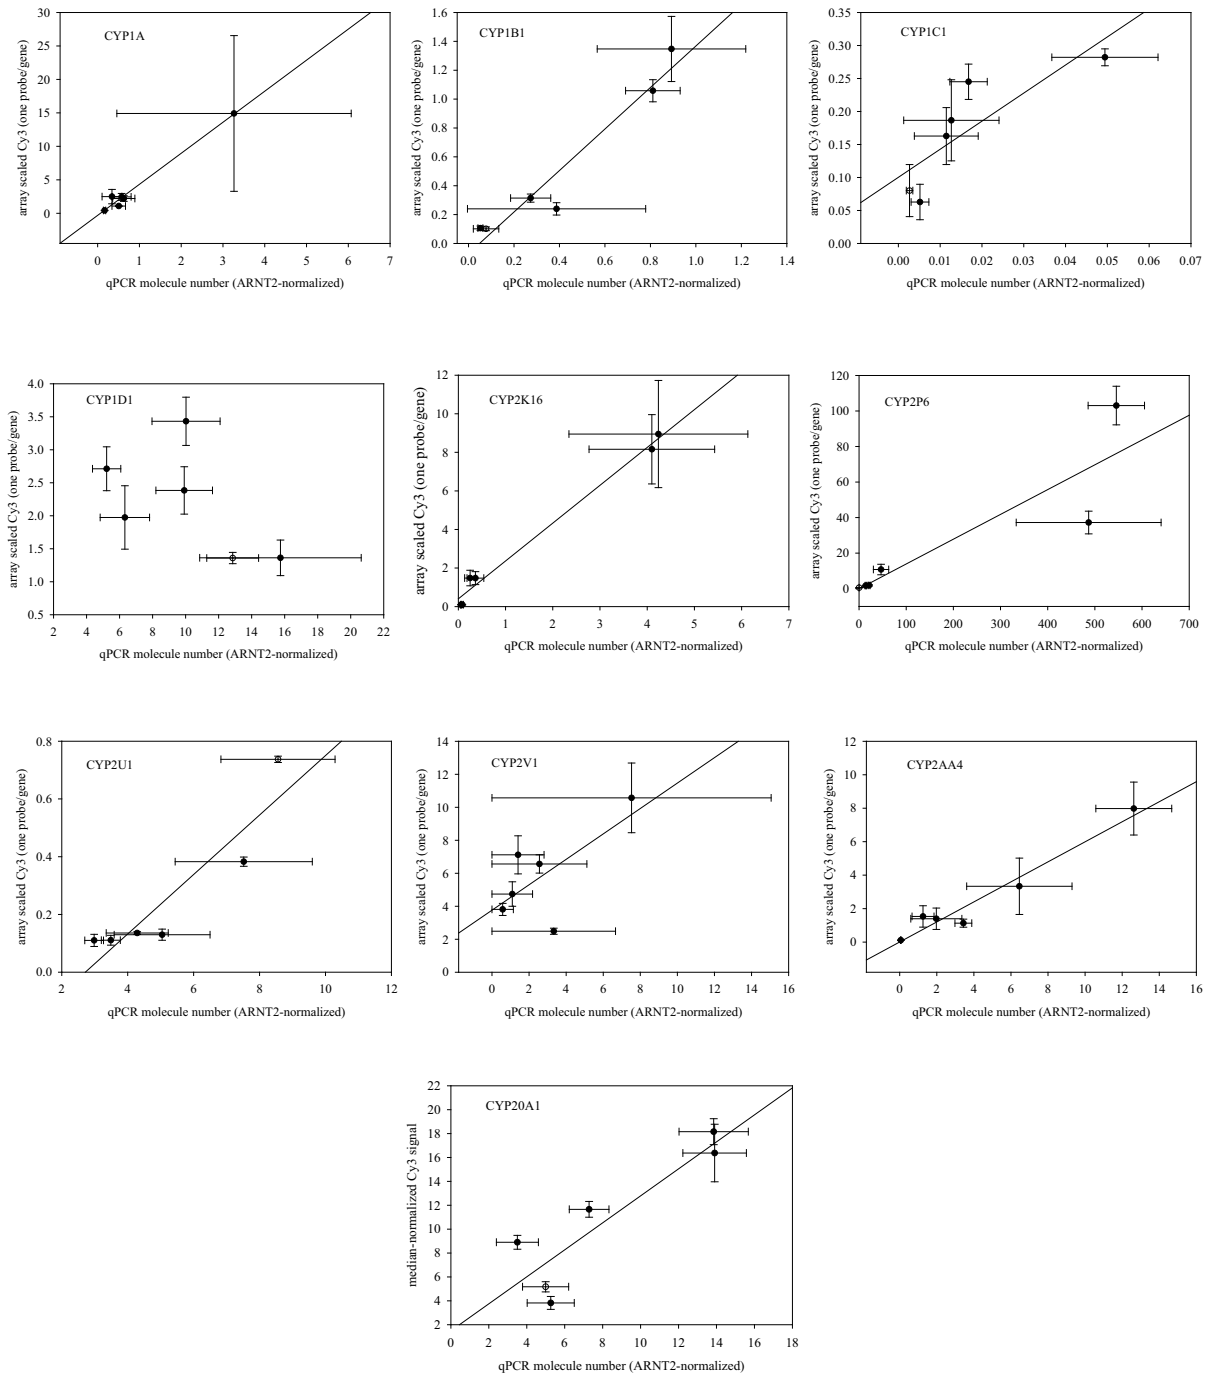 CYP1A
array scaled Cy3 (one probe/gene)
30
25
20
15
10
5
0
0 1 2 3 4 5 6 7
qPCR molecule number (ARNT2-normalized)
CYP1B1
array scaled Cy3 (one probe/gene)
1.6
1.4
1.2
1.0
0.8
0.6
0.4
0.2
0.0
0.0 0.2 0.4 0.6 0.8 1.0 1.2 1.4
qPCR molecule number (ARNT2-normalized)
CYP1C1
array scaled Cy3 (one probe/gene)
0.35
0.30
0.25
0.20
0.15
0.10
0.05
0.00
0.00 0.01 0.02 0.03 0.04 0.05 0.06 0.07
qPCR molecule number (ARNT2-normalized)
CYP1D1
array scaled Cy3 (one probe/gene)
4.0
3.5
3.0
2.5
2.0
1.5
1.0
0.5
2 4 6 8 10 12 14 16 18 20 22
qPCR molecule number (ARNT2-normalized)
CYP2K16
array scaled Cy3 (one probe/gene)
12
10
8
6
4
2
0
0 1 2 3 4 5 6 7
qPCR molecule number (ARNT2-normalized)
CYP2P6
array scaled Cy3 (one probe/gene)
120
100
80
60
40
20
0
0 100 200 300 400 500 600 700
qPCR molecule number (ARNT2-normalized)
CYP2U1
array scaled Cy3 (one probe/gene)
0.8
0.6
0.4
0.2
0.0
2 4 6 8 10 12
qPCR molecule number (ARNT2-normalized)
CYP2V1
array scaled Cy3 (one probe/gene)
14
12
10
8
6
4
2
0
0 2 4 6 8 10 12 14 16
qPCR molecule number (ARNT2-normalized)
CYP2AA4
array scaled Cy3 (one probe/gene)
12
10
8
6
4
2
0
0 2 4 6 8 10 12 14 16
qPCR molecule number (ARNT2-normalized)
CYP20A1
median-normalized Cy3 signal
22
20
18
16
14
12
10
8
6
4
2
0 2 4 6 8 10 12 14 16 18
qPCR molecule number (ARNT2-normalized)